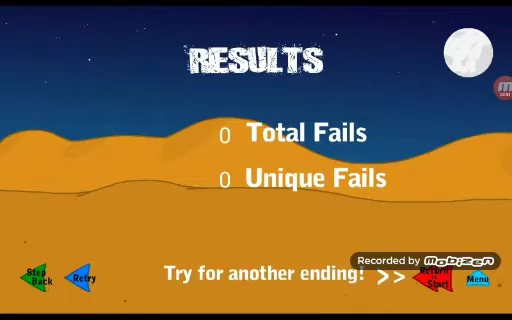 RESULTS
0 Total Fails
0 Unique Fails
Recorded by MOBIZEN
Step Back
Retry
Try for another ending! >>
Return to Start
Menu